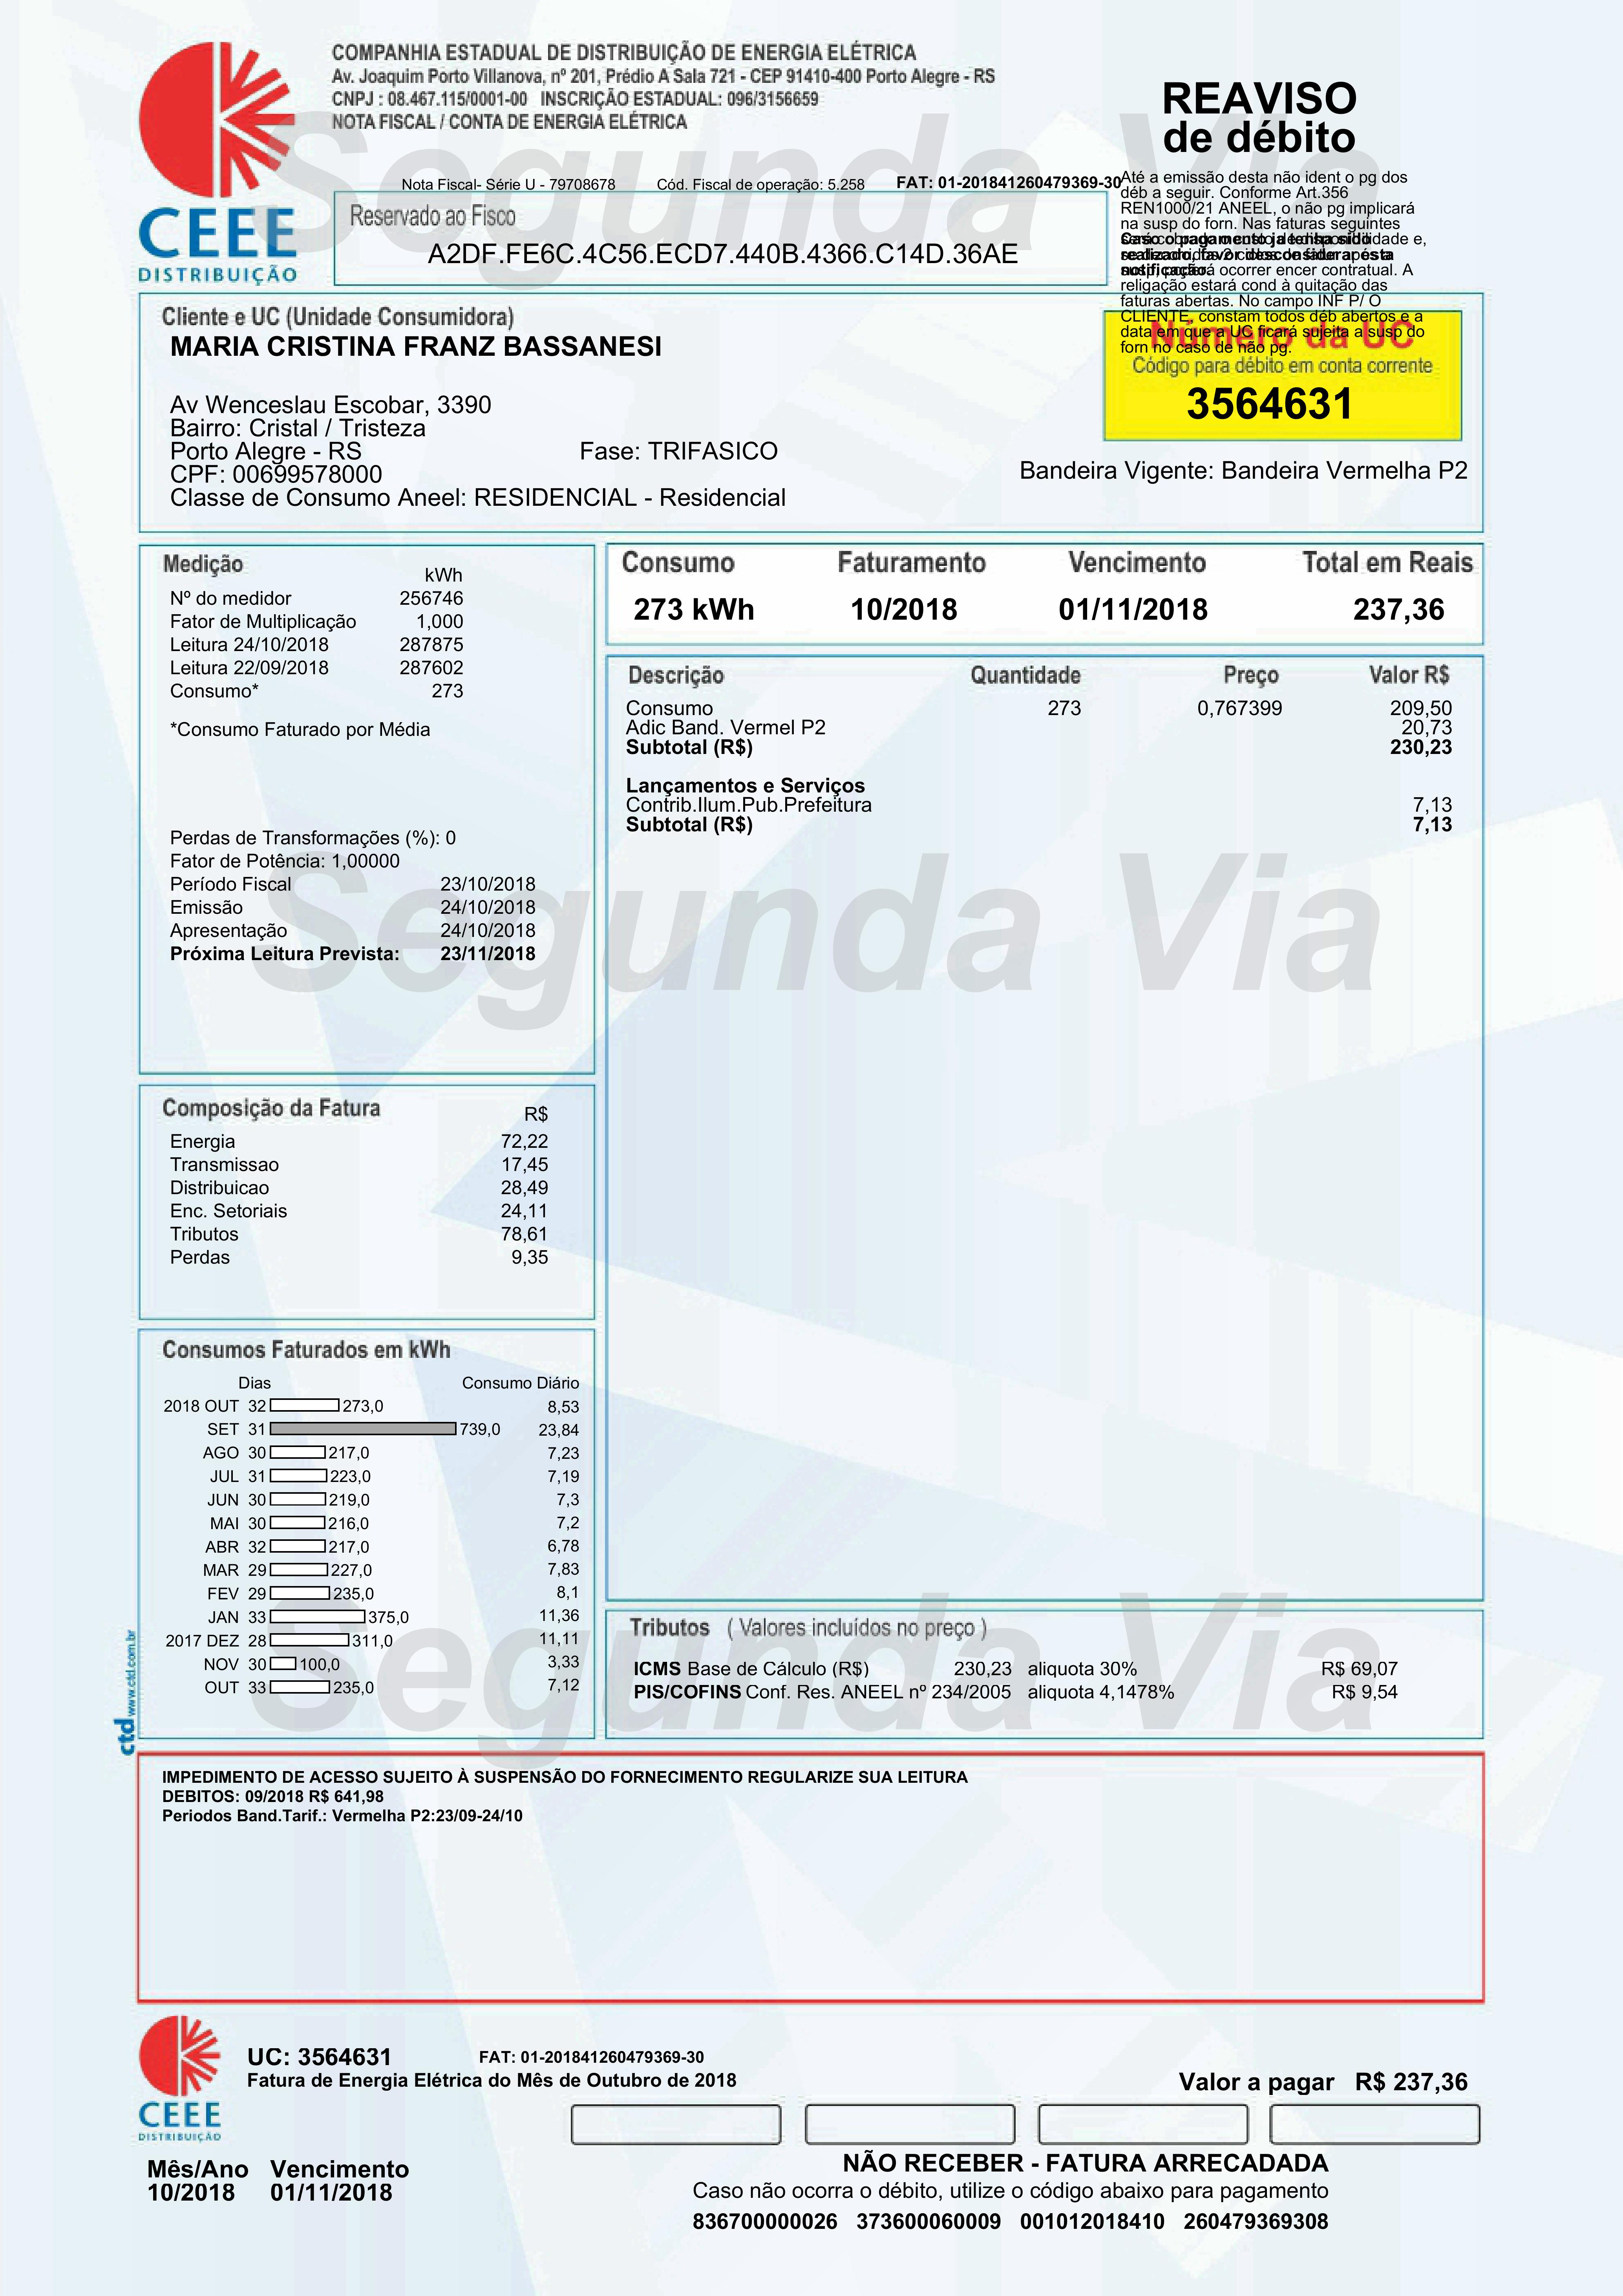 COMPANHIA ESTADUAL DE DISTRIBUIÇÃO DE ENERGIA ELÉTRICA
Av. Joaquim Porto Villanova, nº 201, Prédio A Sala 721 - CEP 91410-400 Porto Alegre - RS
CNPJ : 08.467.115/0001-00 INSCRIÇÃO ESTADUAL: 096/3156659
NOTA FISCAL / CONTA DE ENERGIA ELÉTRICA
CEEE
DISTRIBUIÇÃO
REAVISO
de débito
Nota Fiscal- Série U - 79708678 Cód. Fiscal de operação: 5.258 FAT: 01-201841260479369-30
Reservado ao Fisco
A2DF.FE6C.4C56.ECD7.440B.4366.C14D.36AE
Até a emissão desta não ident o pg dos
déb a seguir. Conforme Art.356
REN1000/21 ANEEL, o não pg implicará
na susp do forn. Nas faturas seguintes
Caso o pagamento ja tenha sido
realizado, favor desconsiderar esta
notificação.
ocorrer encer contratual. A
religação estará cond à quitação das
faturas abertas. No campo INF P/ O
CLIENTE, constam todos déb abertos e a
data em que a UC ficará sujeita a susp do
forn no caso de não pg.
Cliente e UC (Unidade Consumidora)
MARIA CRISTINA FRANZ BASSANESI
Av Wenceslau Escobar, 3390
Bairro: Cristal / Tristeza
Porto Alegre - RS Fase: TRIFASICO
CPF: 00699578000
Classe de Consumo Aneel: RESIDENCIAL - Residencial
Número da UC
Código para débito em conta corrente
3564631
Bandeira Vigente: Bandeira Vermelha P2
Medição
kWh
Nº do medidor 256746
Fator de Multiplicação 1,000
Leitura 24/10/2018 287875
Leitura 22/09/2018 287602
Consumo* 273
*Consumo Faturado por Média
Perdas de Transformações (%): 0
Fator de Potência: 1,00000
Período Fiscal 23/10/2018
Emissão 24/10/2018
Apresentação 24/10/2018
Próxima Leitura Prevista: 23/11/2018
Consumo Faturamento Vencimento Total em Reais
273 kWh 10/2018 01/11/2018 237,36
Descrição Quantidade Preço Valor R$
Consumo 273 0,767399 209,50
Adic Band. Vermel P2 20,73
Subtotal (R$) 230,23
Lançamentos e Serviços
Contrib.Ilum.Pub.Prefeitura 7,13
Subtotal (R$) 7,13
Composição da Fatura R$
Energia 72,22
Transmissao 17,45
Distribuicao 28,49
Enc. Setoriais 24,11
Tributos 78,61
Perdas 9,35
Consumos Faturados em kWh
Dias Consumo Diário
2018 OUT 32 273,0 8,53
SET 31 739,0 23,84
AGO 30 217,0 7,23
JUL 31 223,0 7,19
JUN 30 219,0 7,3
MAI 30 216,0 7,2
ABR 32 217,0 6,78
MAR 29 227,0 7,83
FEV 29 235,0 8,1
JAN 33 375,0 11,36
2017 DEZ 28 311,0 11,11
NOV 30 100,0 3,33
OUT 33 235,0 7,12
Tributos ( Valores incluídos no preço )
ICMS Base de Cálculo (R$) 230,23 aliquota 30% R$ 69,07
PIS/COFINS Conf. Res. ANEEL nº 234/2005 aliquota 4,1478% R$ 9,54
ctd www.ctd.com.br
Segunda Via
Segunda Via
Segunda Via
IMPEDIMENTO DE ACESSO SUJEITO À SUSPENSÃO DO FORNECIMENTO REGULARIZE SUA LEITURA
DEBITOS: 09/2018 R$ 641,98
Periodos Band.Tarif.: Vermelha P2:23/09-24/10
CEEE
DISTRIBUIÇÃO
UC: 3564631 FAT: 01-201841260479369-30
Fatura de Energia Elétrica do Mês de Outubro de 2018
Valor a pagar R$ 237,36
Mês/Ano Vencimento
10/2018 01/11/2018
NÃO RECEBER - FATURA ARRECADADA
Caso não ocorra o débito, utilize o código abaixo para pagamento
836700000026 373600060009 001012018410 260479369308